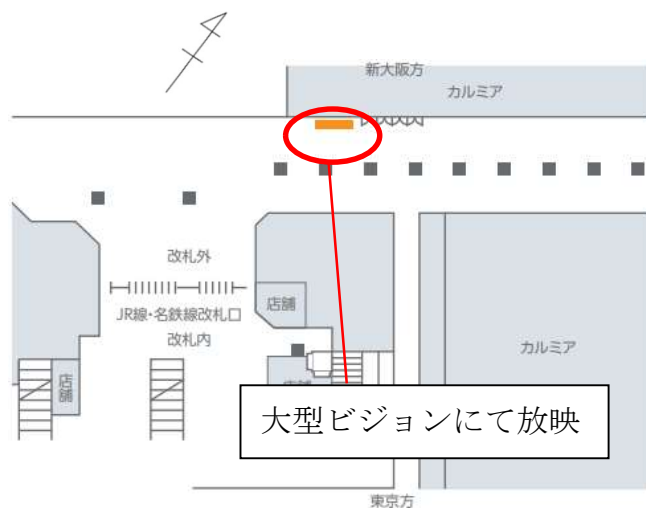 新大阪方
カルミア
改札外
JR線・名鉄線改札口
改札内
店舗
カルミア
店舗
大型ビジョンにて放映
東京方